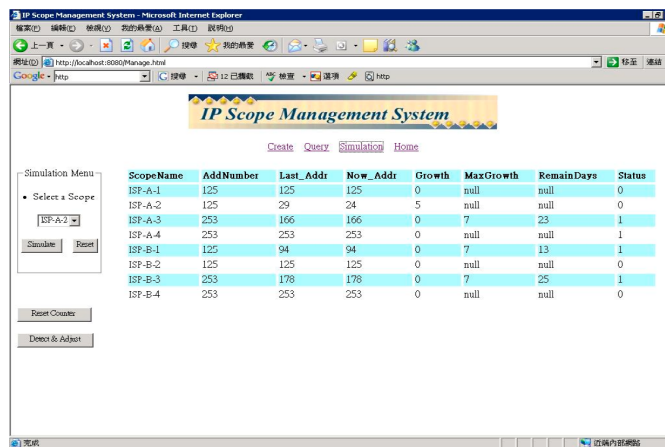 IP Scope Management System - Microsoft Internet Explorer
檔案(F) 編輯(E) 檢視(V) 我的最愛(A) 工具(T) 說明(H)
上一頁 搜尋 我的最愛
網址(D) http://localhost:8080/Manage.html 移至 連結
Google - http 搜尋 12 已攔截 檢查 選項 http
IP Scope Management System
Create Query Simulation Home
Simulation Menu
Select a Scope
ISP-A-2
Simulate Reset
Reset Counter
Detect & Adjust
ScopeName AddNumber Last_Addr Now_Addr Growth MaxGrowth RemainDays Status
ISP-A-1 125 125 125 0 null null 0
ISP-A-2 125 29 24 5 null null 0
ISP-A-3 253 166 166 0 7 23 1
ISP-A-4 253 253 253 0 null null 1
ISP-B-1 125 94 94 0 7 13 1
ISP-B-2 125 125 125 0 null null 0
ISP-B-3 253 178 178 0 7 25 1
ISP-B-4 253 253 253 0 null null 0
完成 近端內部網路